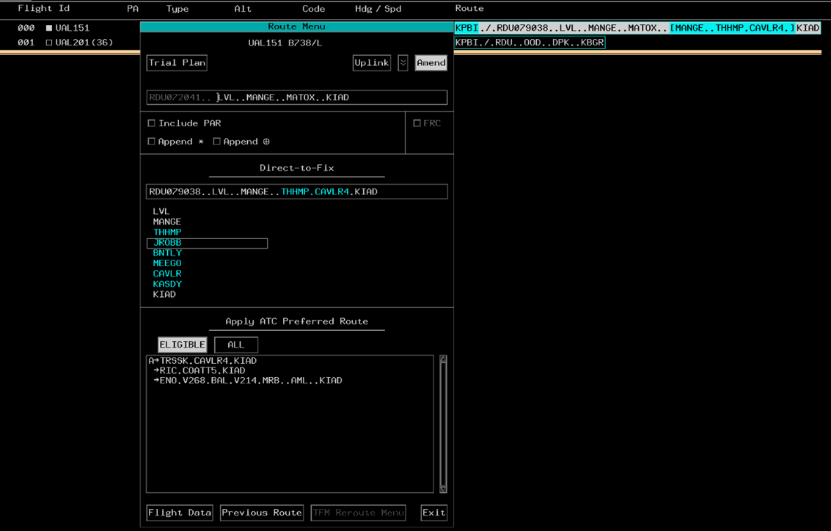 Flight Id PA Type Alt Code Hdg / Spd Route
000 UAL151 KPBI./.RDU079038..LVL..MANGE..MATOX..[MANGE..THHMP.CAVLR4.]KIAD
001 UAL201(36) KPBI./.RDU..OOD..DPK..KBGR
Route Menu
UAL151 B738/L
Trial Plan Uplink Amend
RDU072041.. LVL..MANGE..MATOX..KIAD
Include PAR FRC
Append * Append ⊕
Direct-to-Fix
RDU079038..LVL..MANGE..THHMP.CAVLR4.KIAD
LVL
MANGE
THHMP
JROBB
BNTLY
MEEGO
CAVLR
KASDY
KIAD
Apply ATC Preferred Route
ELIGIBLE ALL
A→TRSSK.CAVLR4.KIAD
→RIC.COATT5.KIAD
→ENO.V268.BAL.V214.MRB..AML..KIAD
Flight Data Previous Route TFM Reroute Menu Exit